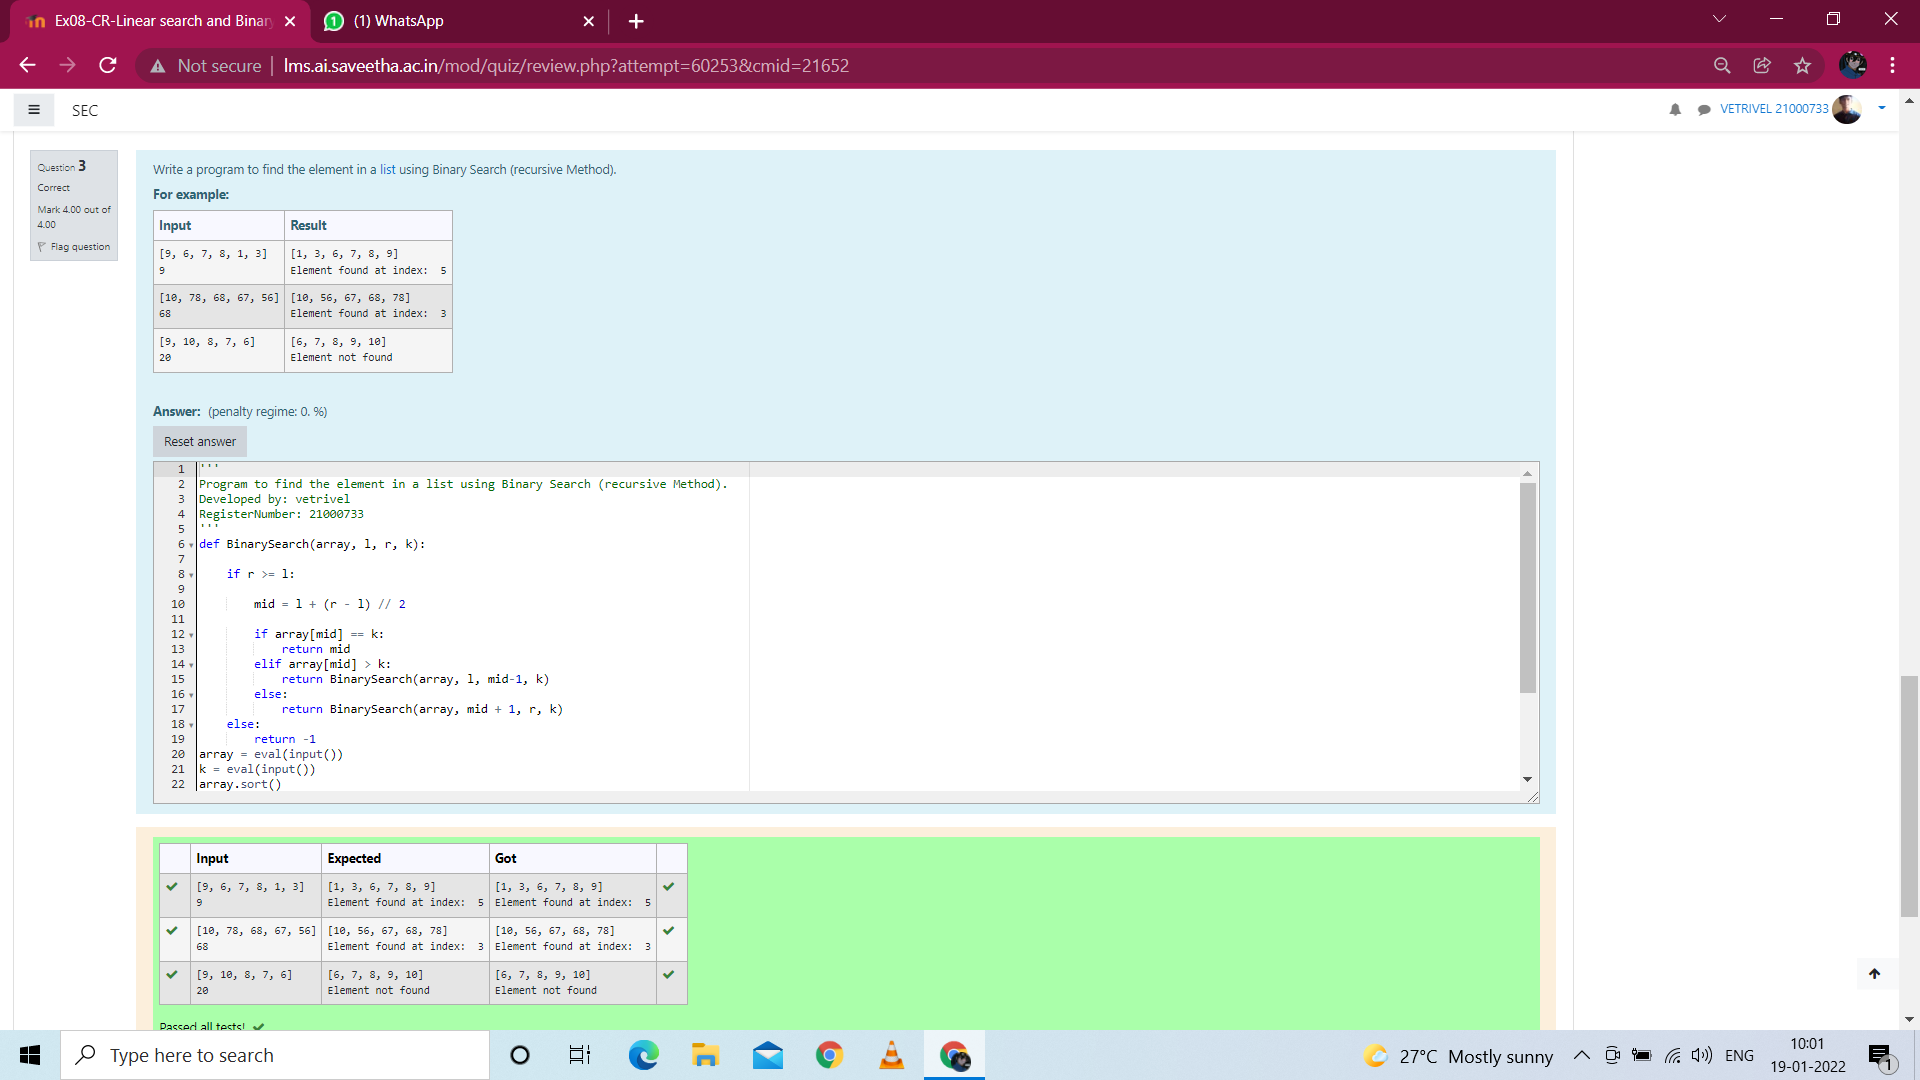 Ex08-CR-Linear search and Binar
(1) WhatsApp
Not secure
lms.ai.saveetha.ac.in/mod/quiz/review.php?attempt=60253&cmid=21652
SEC
VETRIVEL 21000733
Question 3
Correct
Mark 4.00 out of
4.00
Flag question
Write a program to find the element in a list using Binary Search (recursive Method).
For example:
Input Result
[9, 6, 7, 8, 1, 3] [1, 3, 6, 7, 8, 9]
9 Element found at index:  5
[10, 78, 68, 67, 56] [10, 56, 67, 68, 78]
68 Element found at index:  3
[9, 10, 8, 7, 6] [6, 7, 8, 9, 10]
20 Element not found
Answer: (penalty regime: 0. %)
Reset answer
1 '''
2 Program to find the element in a list using Binary Search (recursive Method).
3 Developed by: vetrivel
4 RegisterNumber: 21000733
5 '''
6 def BinarySearch(array, l, r, k):
7
8 if r >= l:
9
10 mid = l + (r - l) // 2
11
12 if array[mid] == k:
13 return mid
14 elif array[mid] > k:
15 return BinarySearch(array, l, mid-1, k)
16 else:
17 return BinarySearch(array, mid + 1, r, k)
18 else:
19 return -1
20 array = eval(input())
21 k = eval(input())
22 array.sort()
Input Expected Got
[9, 6, 7, 8, 1, 3] [1, 3, 6, 7, 8, 9] [1, 3, 6, 7, 8, 9]
9 Element found at index:  5 Element found at index:  5
[10, 78, 68, 67, 56] [10, 56, 67, 68, 78] [10, 56, 67, 68, 78]
68 Element found at index:  3 Element found at index:  3
[9, 10, 8, 7, 6] [6, 7, 8, 9, 10] [6, 7, 8, 9, 10]
20 Element not found Element not found
Passed all tests!
Type here to search
27°C Mostly sunny
ENG
10:01
19-01-2022
1